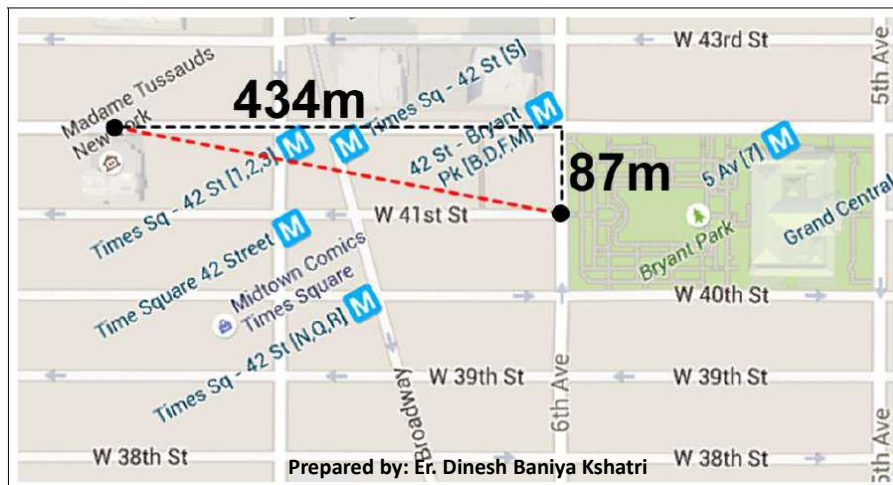 W 43rd St
5th Ave
Madame Tussauds
New York
434m
Times Sq - 42 St [S]
42 St - Bryant
Pk [B,D,F,M]
87m
5 Av [7]
Grand Central
Times Sq - 42 St [1,2,3]
W 41st St
Bryant Park
Time Square 42 Street
Midtown Comics
Times Square
W 40th St
Times Sq - 42 St [N,Q,R]
Broadway
W 39th St
6th Ave
W 39th St
W 38th St
W 38th St
5th Ave
Prepared by: Er. Dinesh Baniya Kshatri
M
M
M
M
M
M